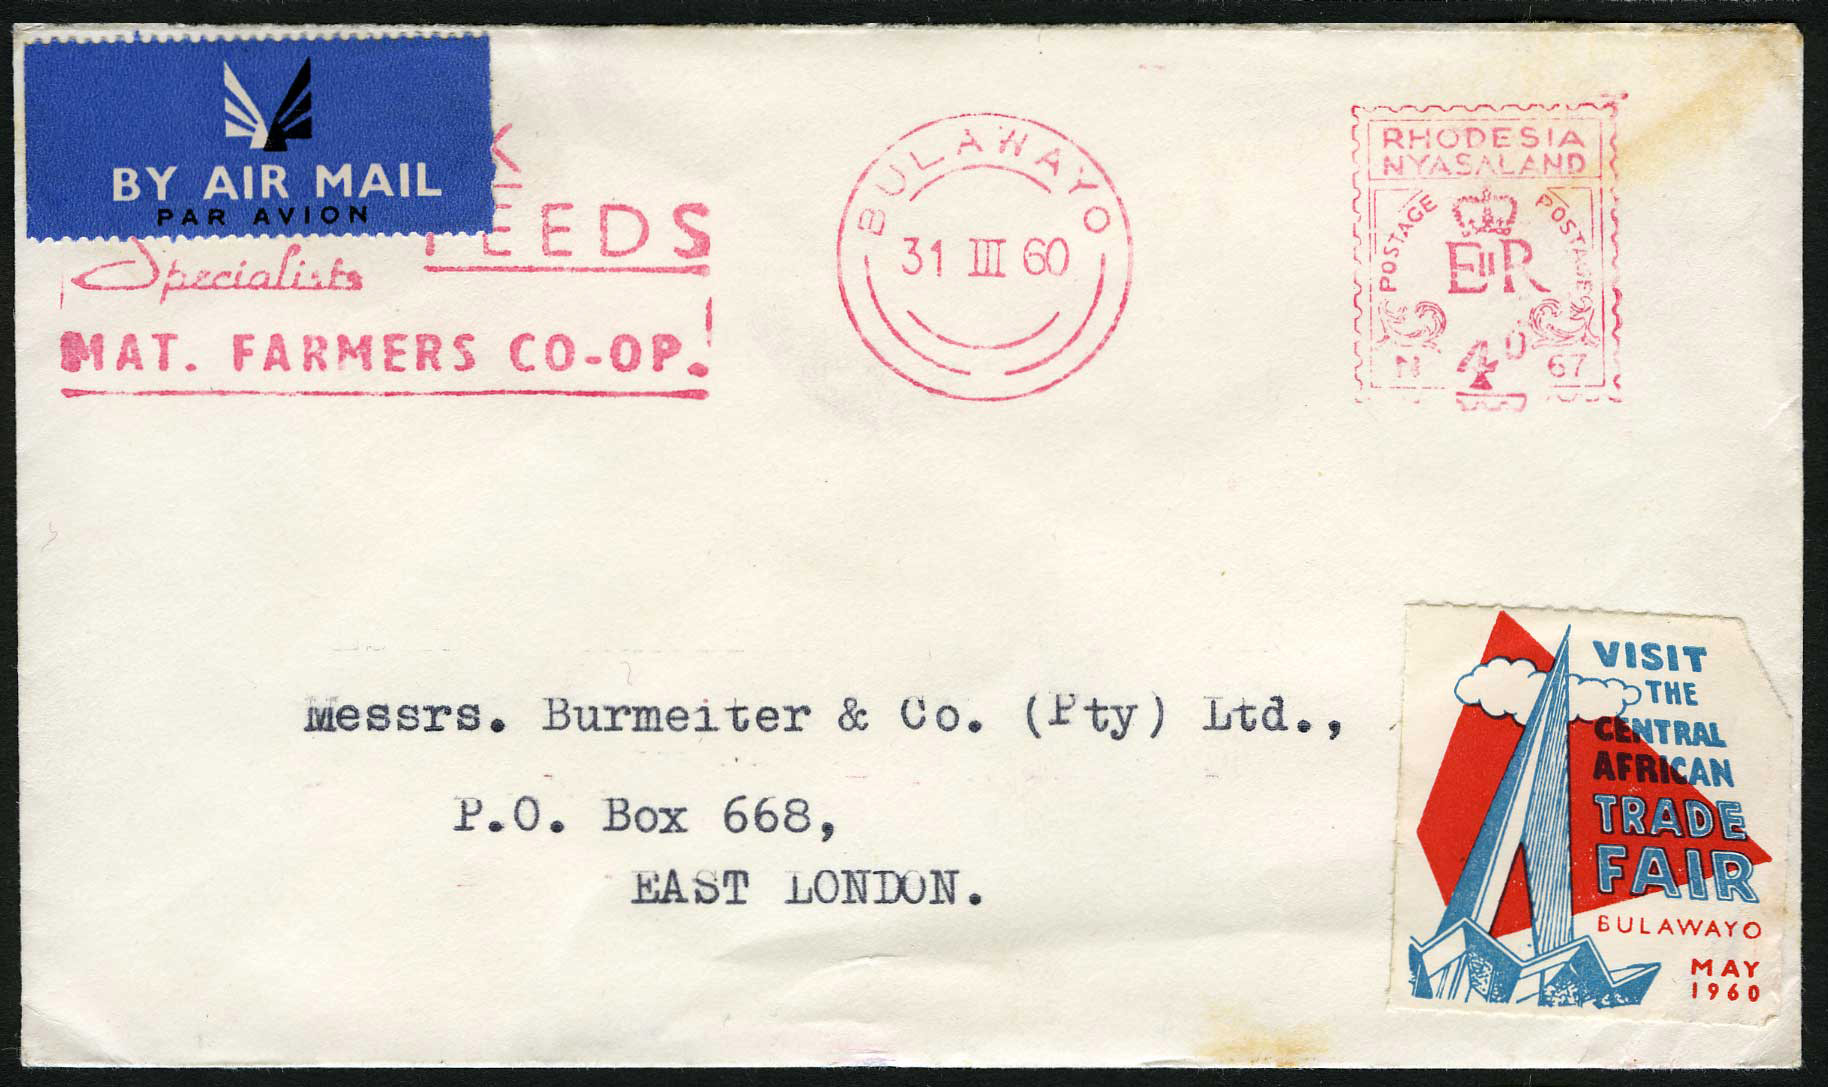 BY AIR MAIL
PAR AVION
K
FEEDS
Specialists
MAT. FARMERS CO-OP.
BULAWAYO
31 III 60
RHODESIA
NYASALAND
POSTAGE
POSTAGE
EIIR
N 4D 67
Messrs. Burmeiter & Co. (Pty) Ltd.,
P.O. Box 668,
EAST LONDON.
VISIT
THE
CENTRAL
AFRICAN
TRADE
FAIR
BULAWAYO
MAY
1960